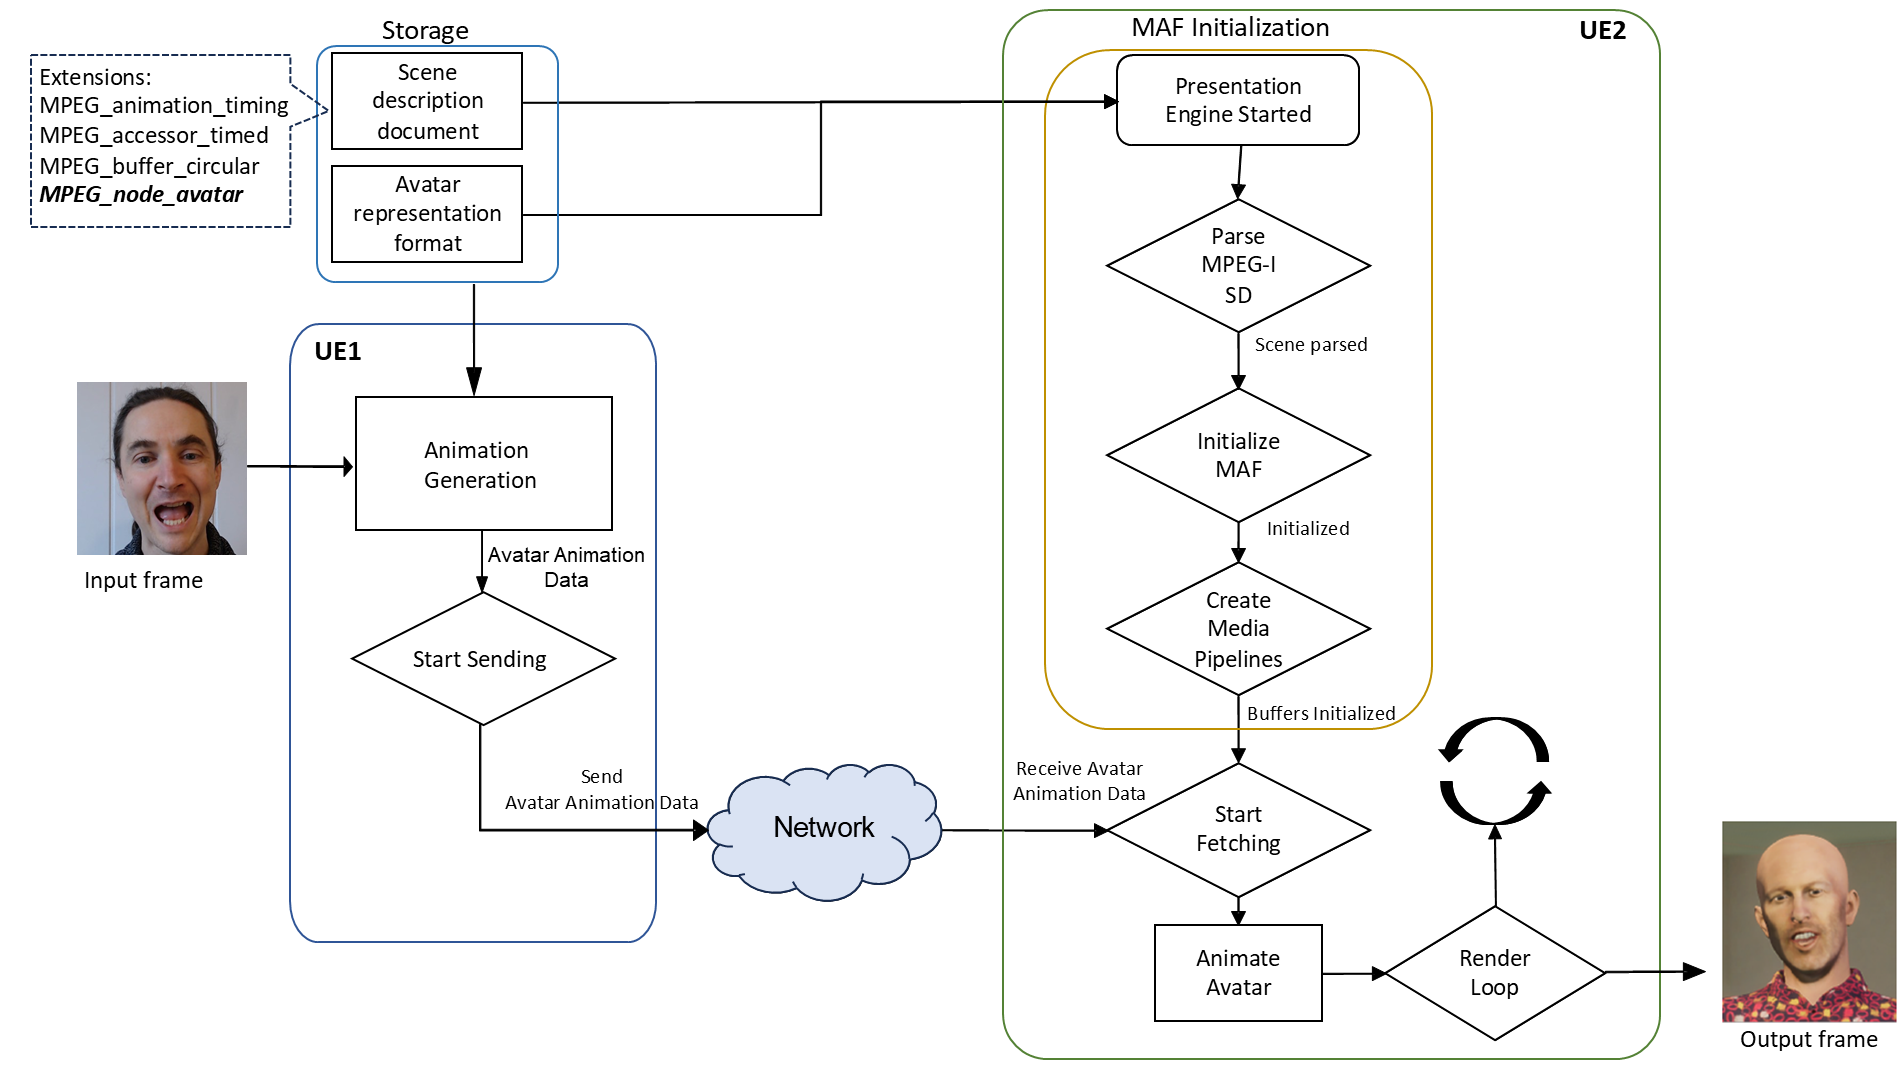 Storage
MAF Initialization
UE2
Extensions:
MPEG_animation_timing
MPEG_accessor_timed
MPEG_buffer_circular
MPEG_node_avatar
Scene
description
document
Avatar
representation
format
Presentation
Engine Started
Parse
MPEG-I
SD
Scene parsed
UE1
Animation
Generation
Input frame
Avatar Animation
Data
Start Sending
Send
Avatar Animation Data
Network
Initialize
MAF
Initialized
Create
Media
Pipelines
Buffers Initialized
Receive Avatar
Animation Data
Start
Fetching
Animate
Avatar
Render
Loop
Output frame